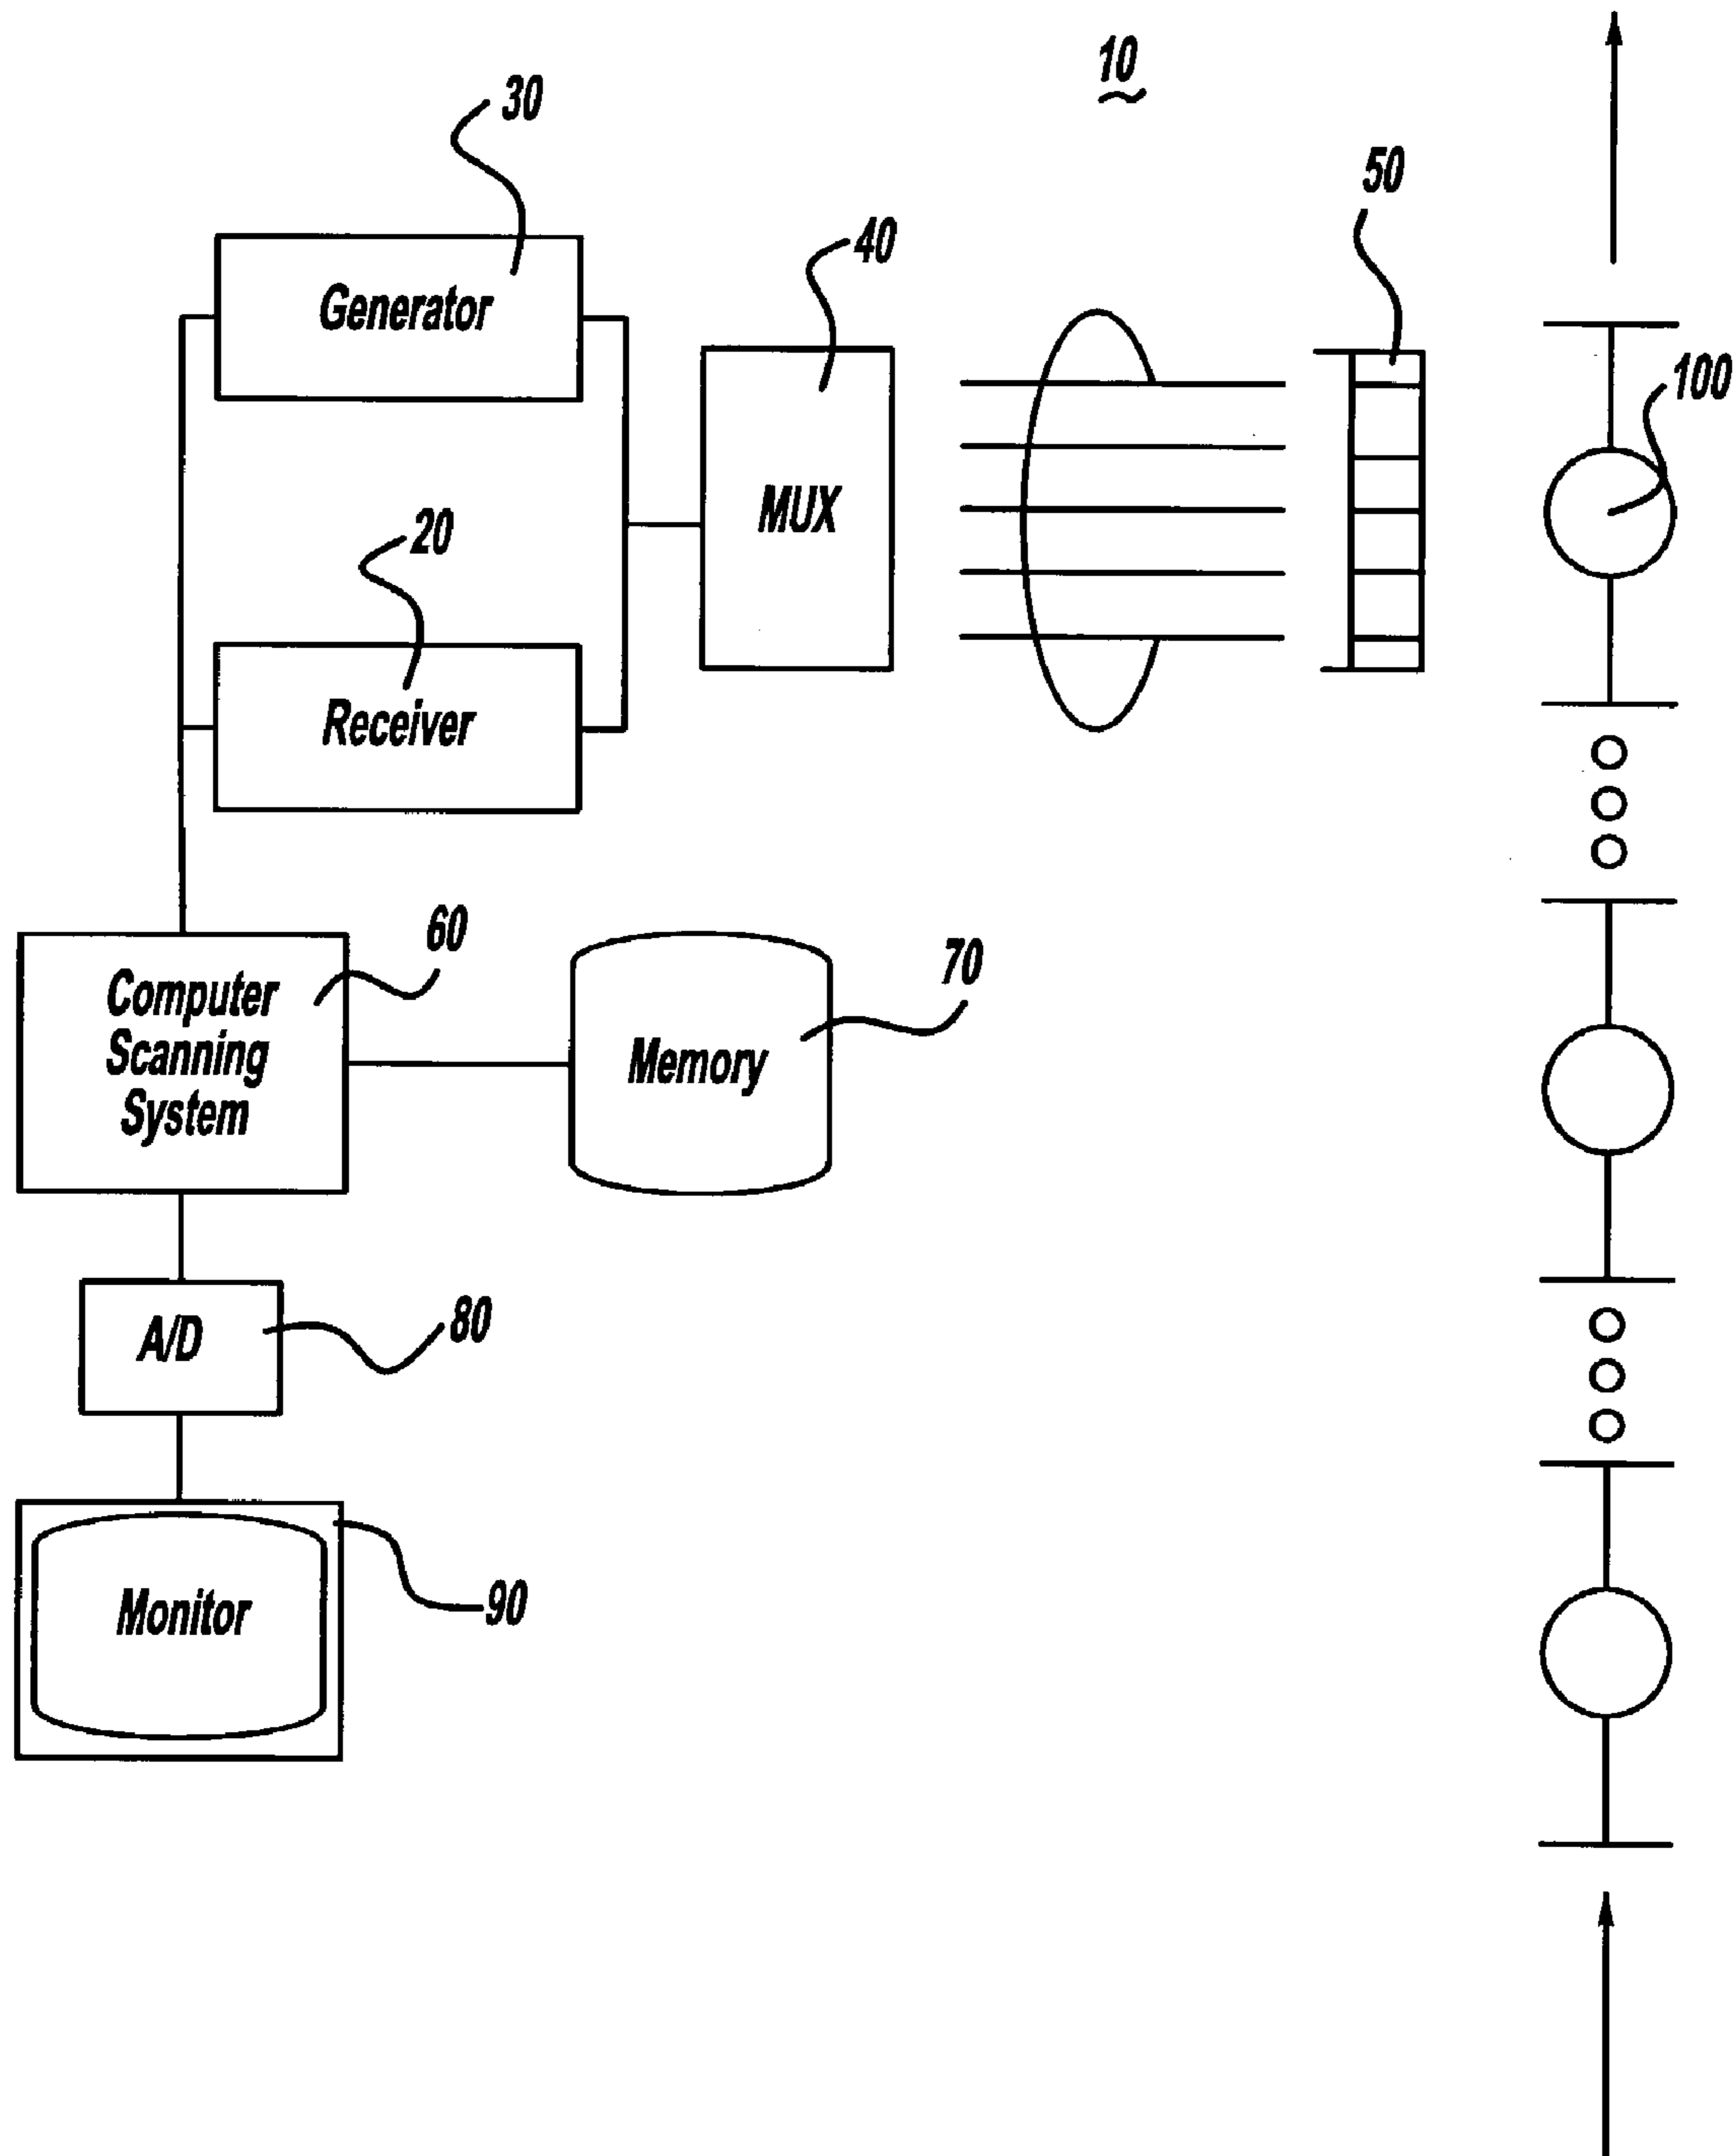 10
30
Generator
40
50
MUX
100
20
Receiver
60
Computer
Scanning
System
70
Memory
A/D
80
Monitor
90